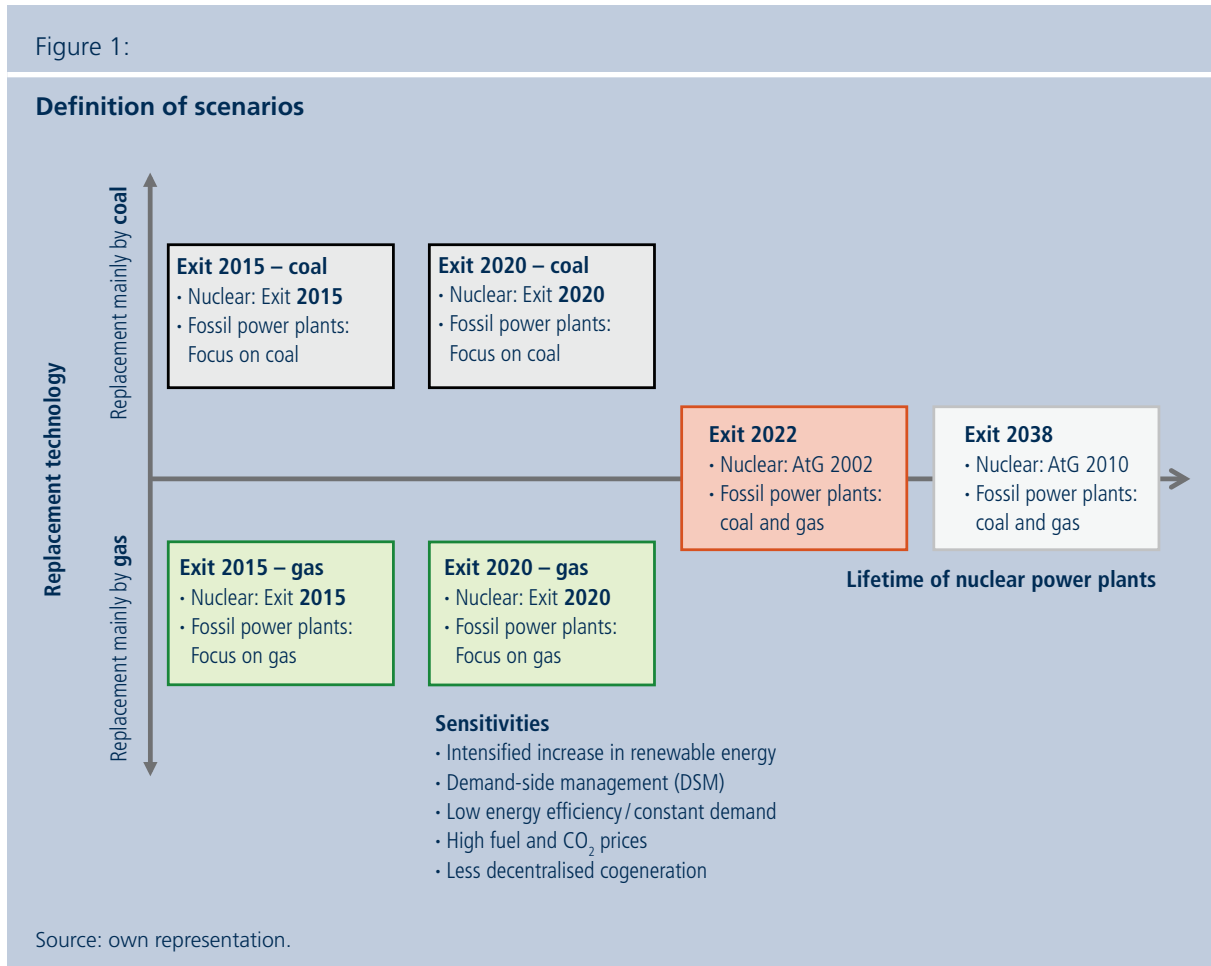 Figure 1:
Definition of scenarios
Replacement technology
Replacement mainly by coal
Replacement mainly by gas
Exit 2015 – coal
· Nuclear: Exit 2015
· Fossil power plants:
Focus on coal
Exit 2020 – coal
· Nuclear: Exit 2020
· Fossil power plants:
Focus on coal
Exit 2022
· Nuclear: AtG 2002
· Fossil power plants:
coal and gas
Exit 2038
· Nuclear: AtG 2010
· Fossil power plants:
coal and gas
Lifetime of nuclear power plants
Exit 2015 – gas
· Nuclear: Exit 2015
· Fossil power plants:
Focus on gas
Exit 2020 – gas
· Nuclear: Exit 2020
· Fossil power plants:
Focus on gas
Sensitivities
· Intensified increase in renewable energy
· Demand-side management (DSM)
· Low energy efficiency / constant demand
· High fuel and CO₂ prices
· Less decentralised cogeneration
Source: own representation.